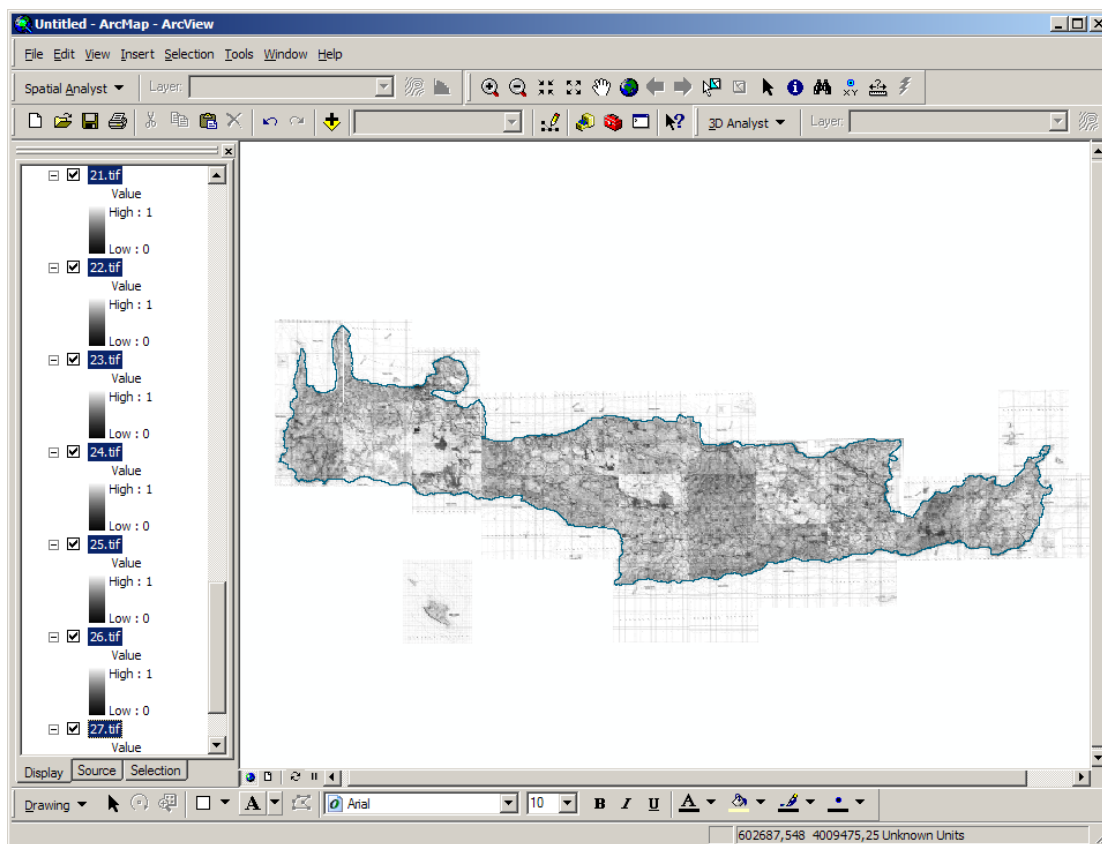 Untitled - ArcMap - ArcView
File Edit View Insert Selection Tools Window Help
Spatial Analyst Layer:
3D Analyst Layer:
21.tif
Value
High : 1
Low : 0
22.tif
Value
High : 1
Low : 0
23.tif
Value
High : 1
Low : 0
24.tif
Value
High : 1
Low : 0
25.tif
Value
High : 1
Low : 0
26.tif
Value
High : 1
Low : 0
27.tif
Value
Display Source Selection
Drawing A Arial 10 B I U A
602687,548 4009475,25 Unknown Units